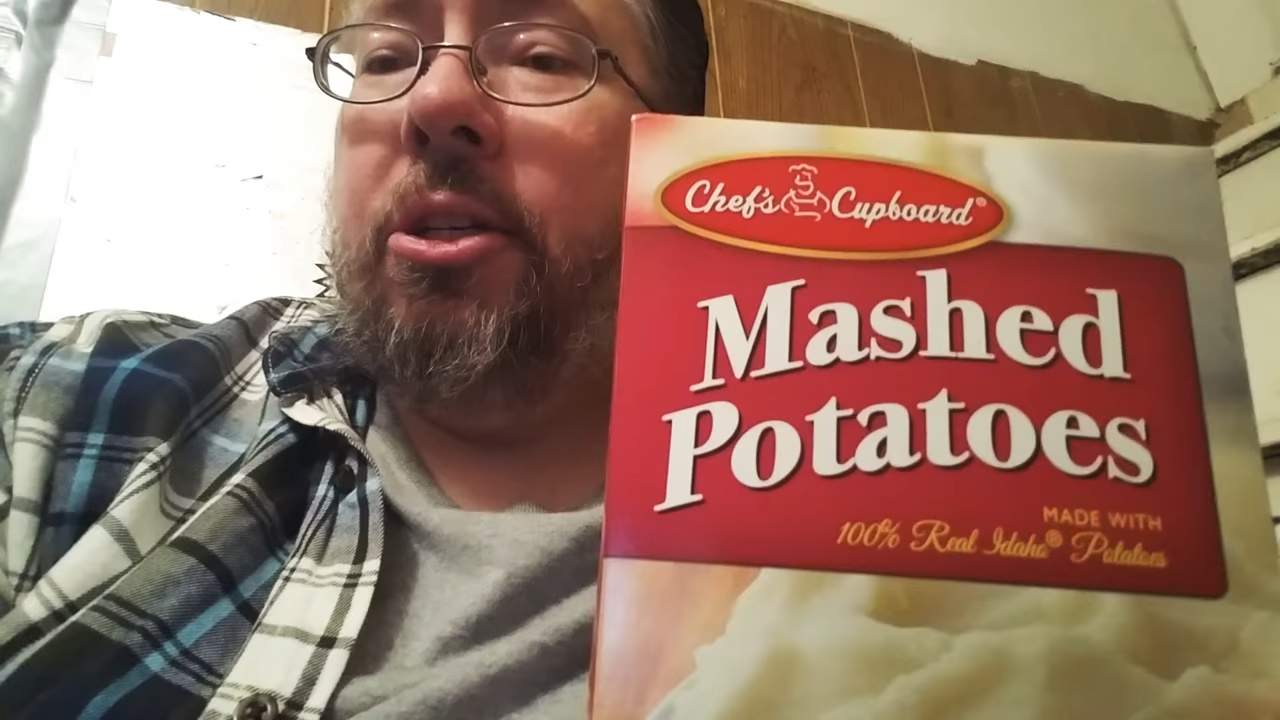 Chef's Cupboard®
Mashed
Potatoes
MADE WITH
100% Real Idaho® Potatoes